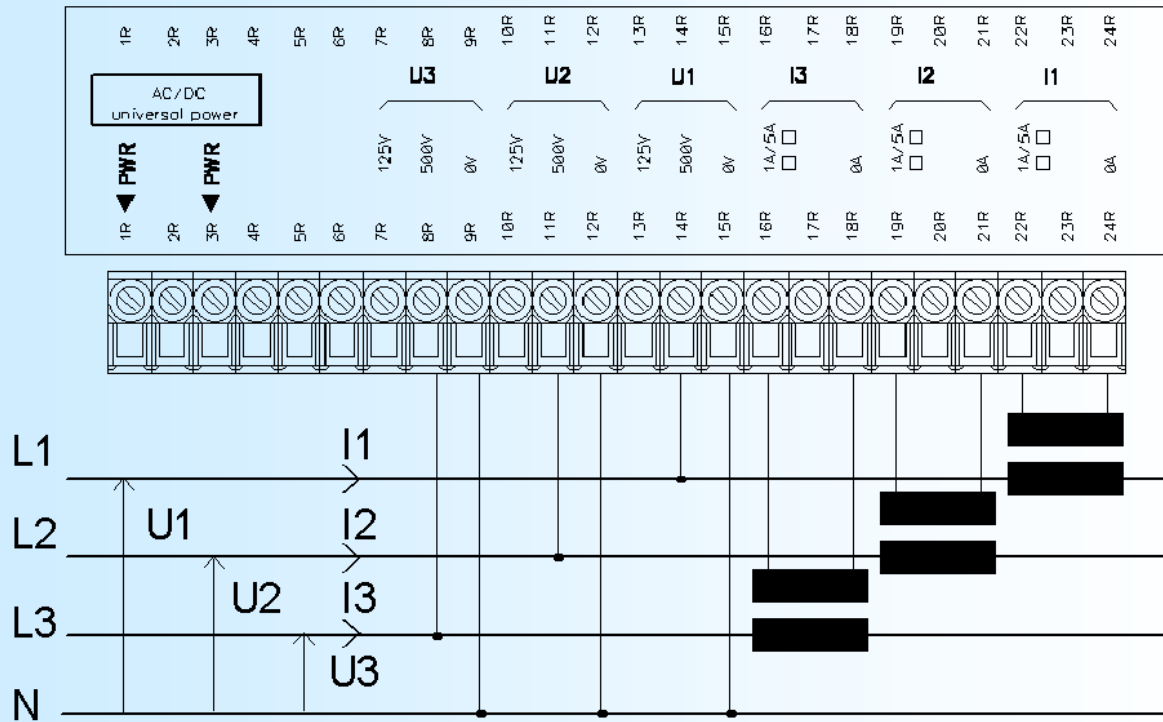 1R 2R 3R 4R 5R 6R 7R 8R 9R 10R 11R 12R 13R 14R 15R 16R 17R 18R 19R 20R 21R 22R 23R 24R
U3 U2 U1 I3 I2 I1
AC/DC
universal power
PWR PWR
125V 500V 0V 125V 500V 0V 125V 500V 0V 1A/5A 0A 1A/5A 0A 1A/5A 0A
1R 2R 3R 4R 5R 6R 7R 8R 9R 10R 11R 12R 13R 14R 15R 16R 17R 18R 19R 20R 21R 22R 23R 24R
L1 I1
U1
L2 I2
U2
L3 I3
U3
N